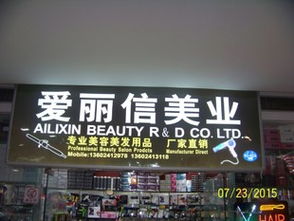 爱丽信美业
AILIXIN BEAUTY R & D CO. LTD.
专业美容美发用品 厂家直销
Professional Beauty Salon Prodcts Manufacturer Direct
Mobile:13602412978 13602413118
07/23/2015
HAIR